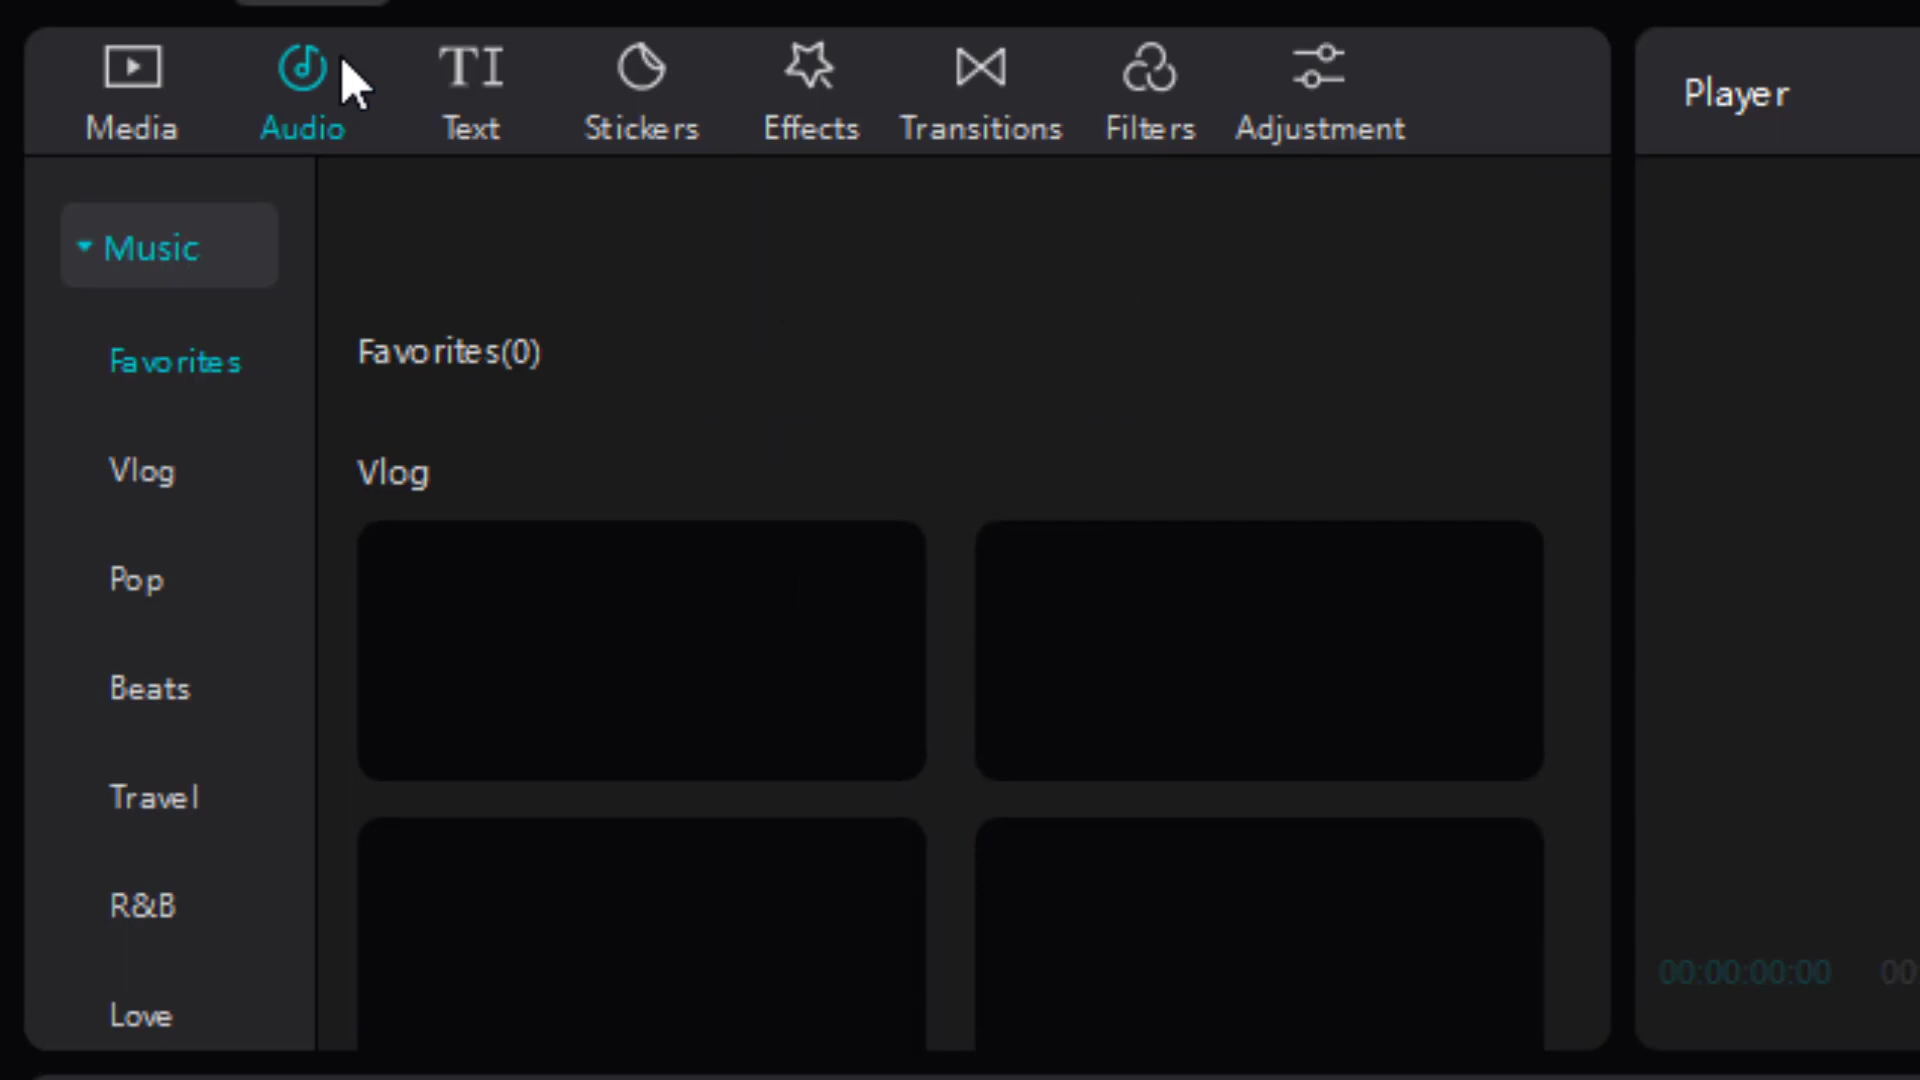 Media Audio Text Stickers Effects Transitions Filters Adjustment
Player
Music
Favorites
Vlog
Pop
Beats
Travel
R&B
Love
Favorites(0)
Vlog
00:00:00:00 00